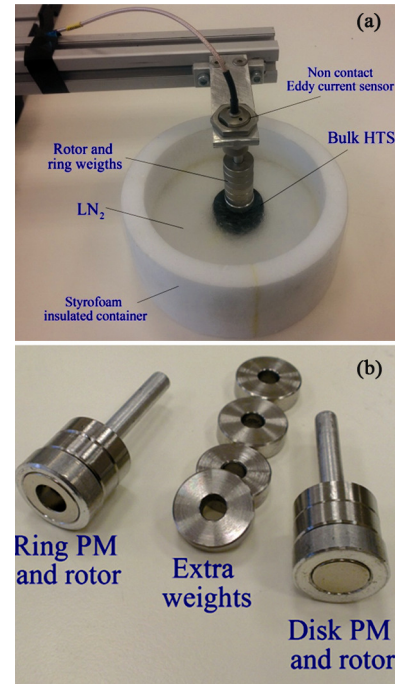 (a)
Non contact
Eddy current sensor
Bulk HTS
Rotor and
ring weigths
LN₂
Styrofoam
insulated container
(b)
Ring PM
and rotor
Extra
weights
Disk PM
and rotor